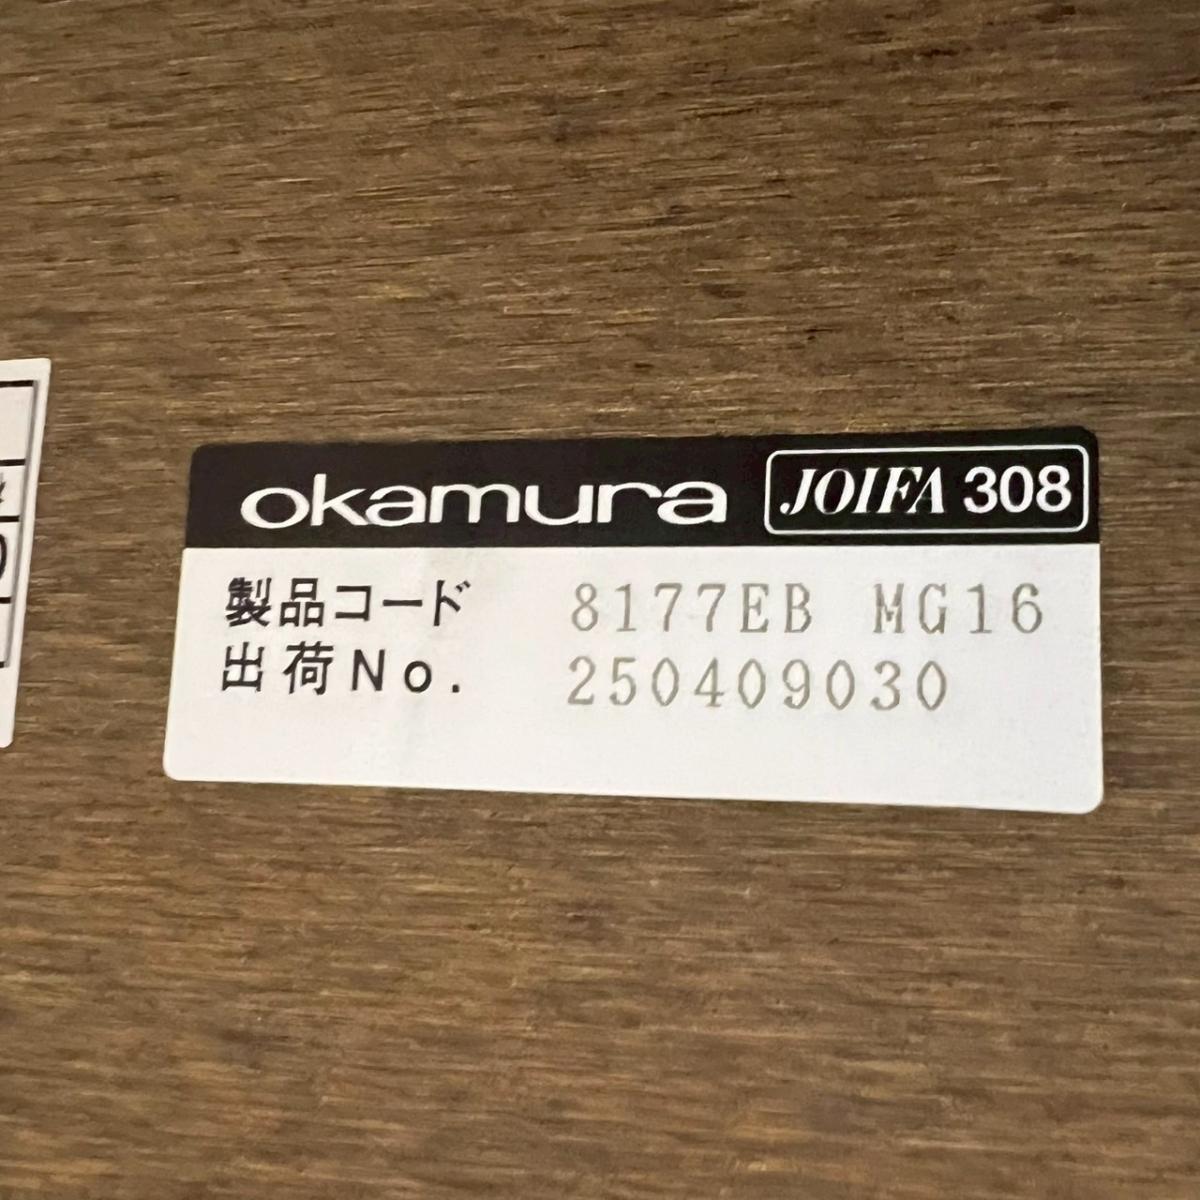 okamura JOIFA 308
製品コード 8177EB MG16
出荷No. 250409030